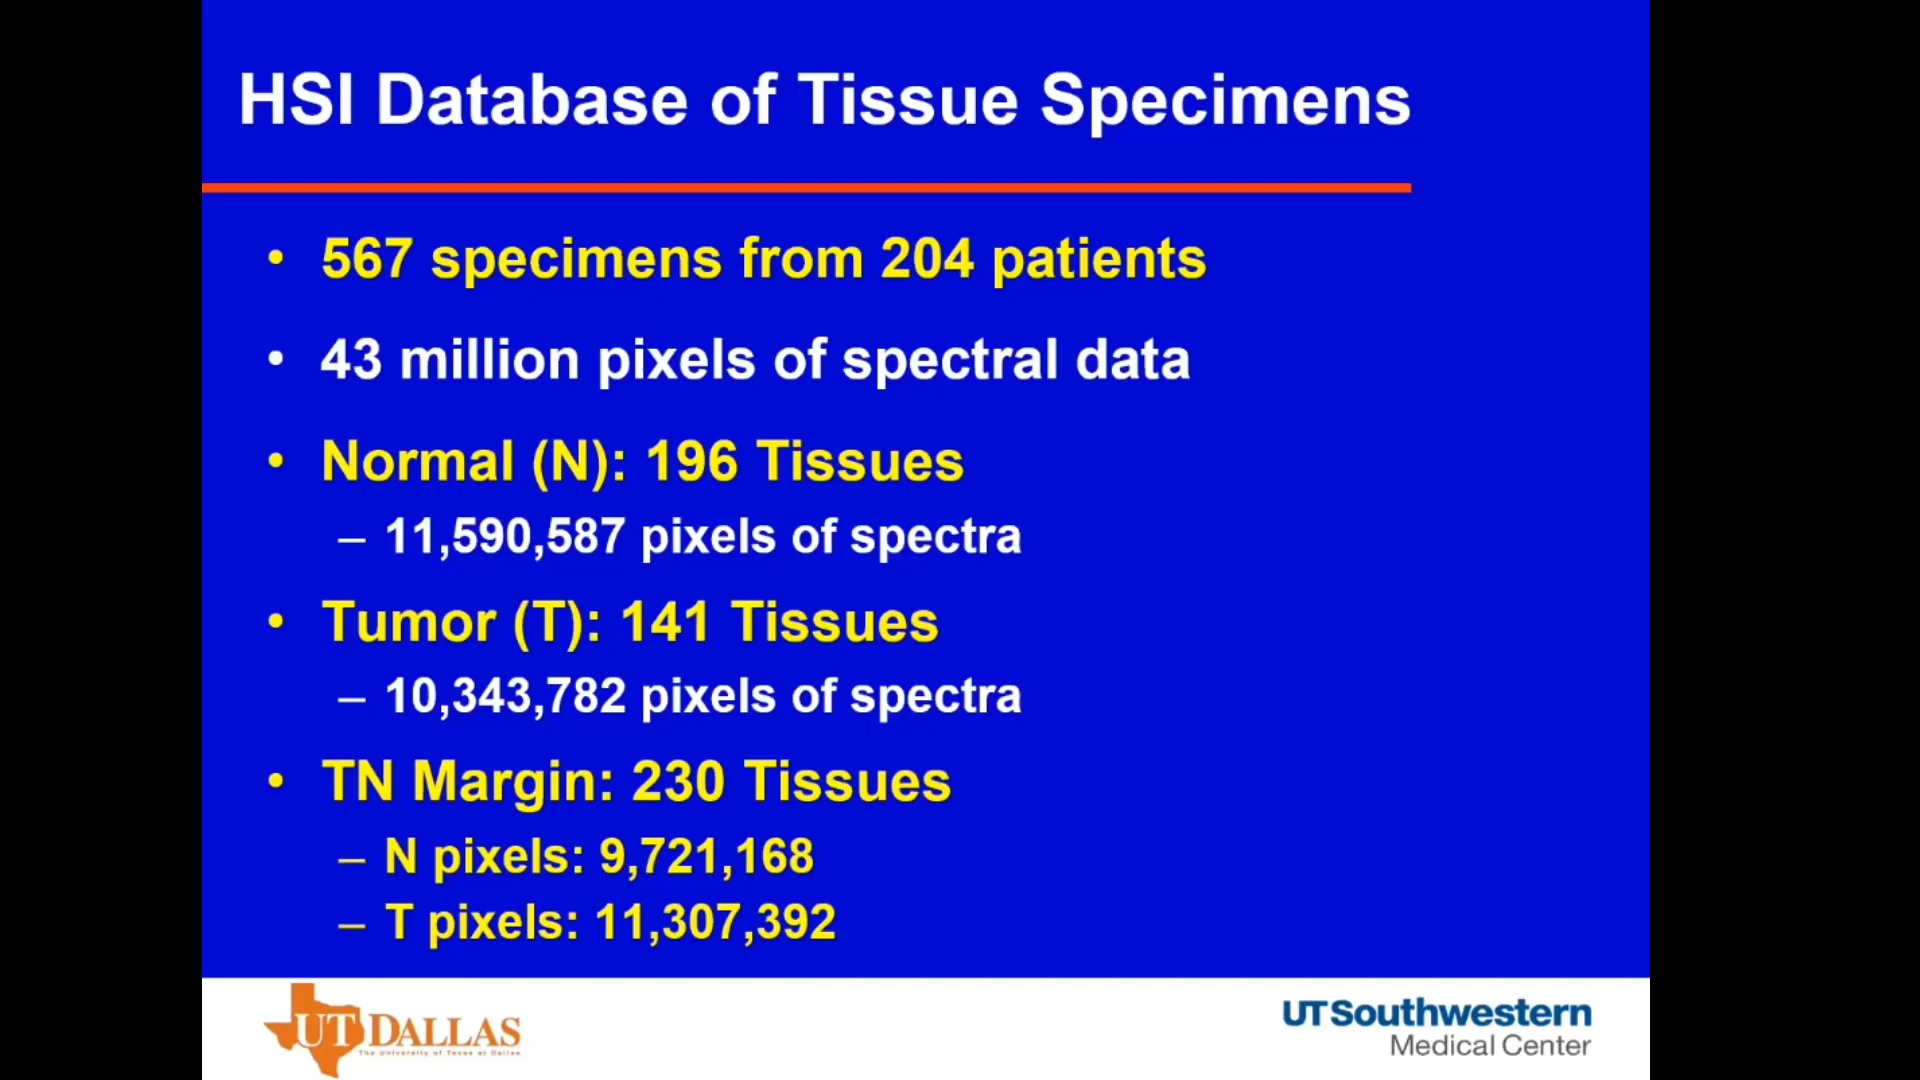 HSI Database of Tissue Specimens
• 567 specimens from 204 patients
• 43 million pixels of spectral data
• Normal (N): 196 Tissues
– 11,590,587 pixels of spectra
• Tumor (T): 141 Tissues
– 10,343,782 pixels of spectra
• TN Margin: 230 Tissues
– N pixels: 9,721,168
– T pixels: 11,307,392
UT DALLAS
The University of Texas at Dallas
UTSouthwestern
Medical Center